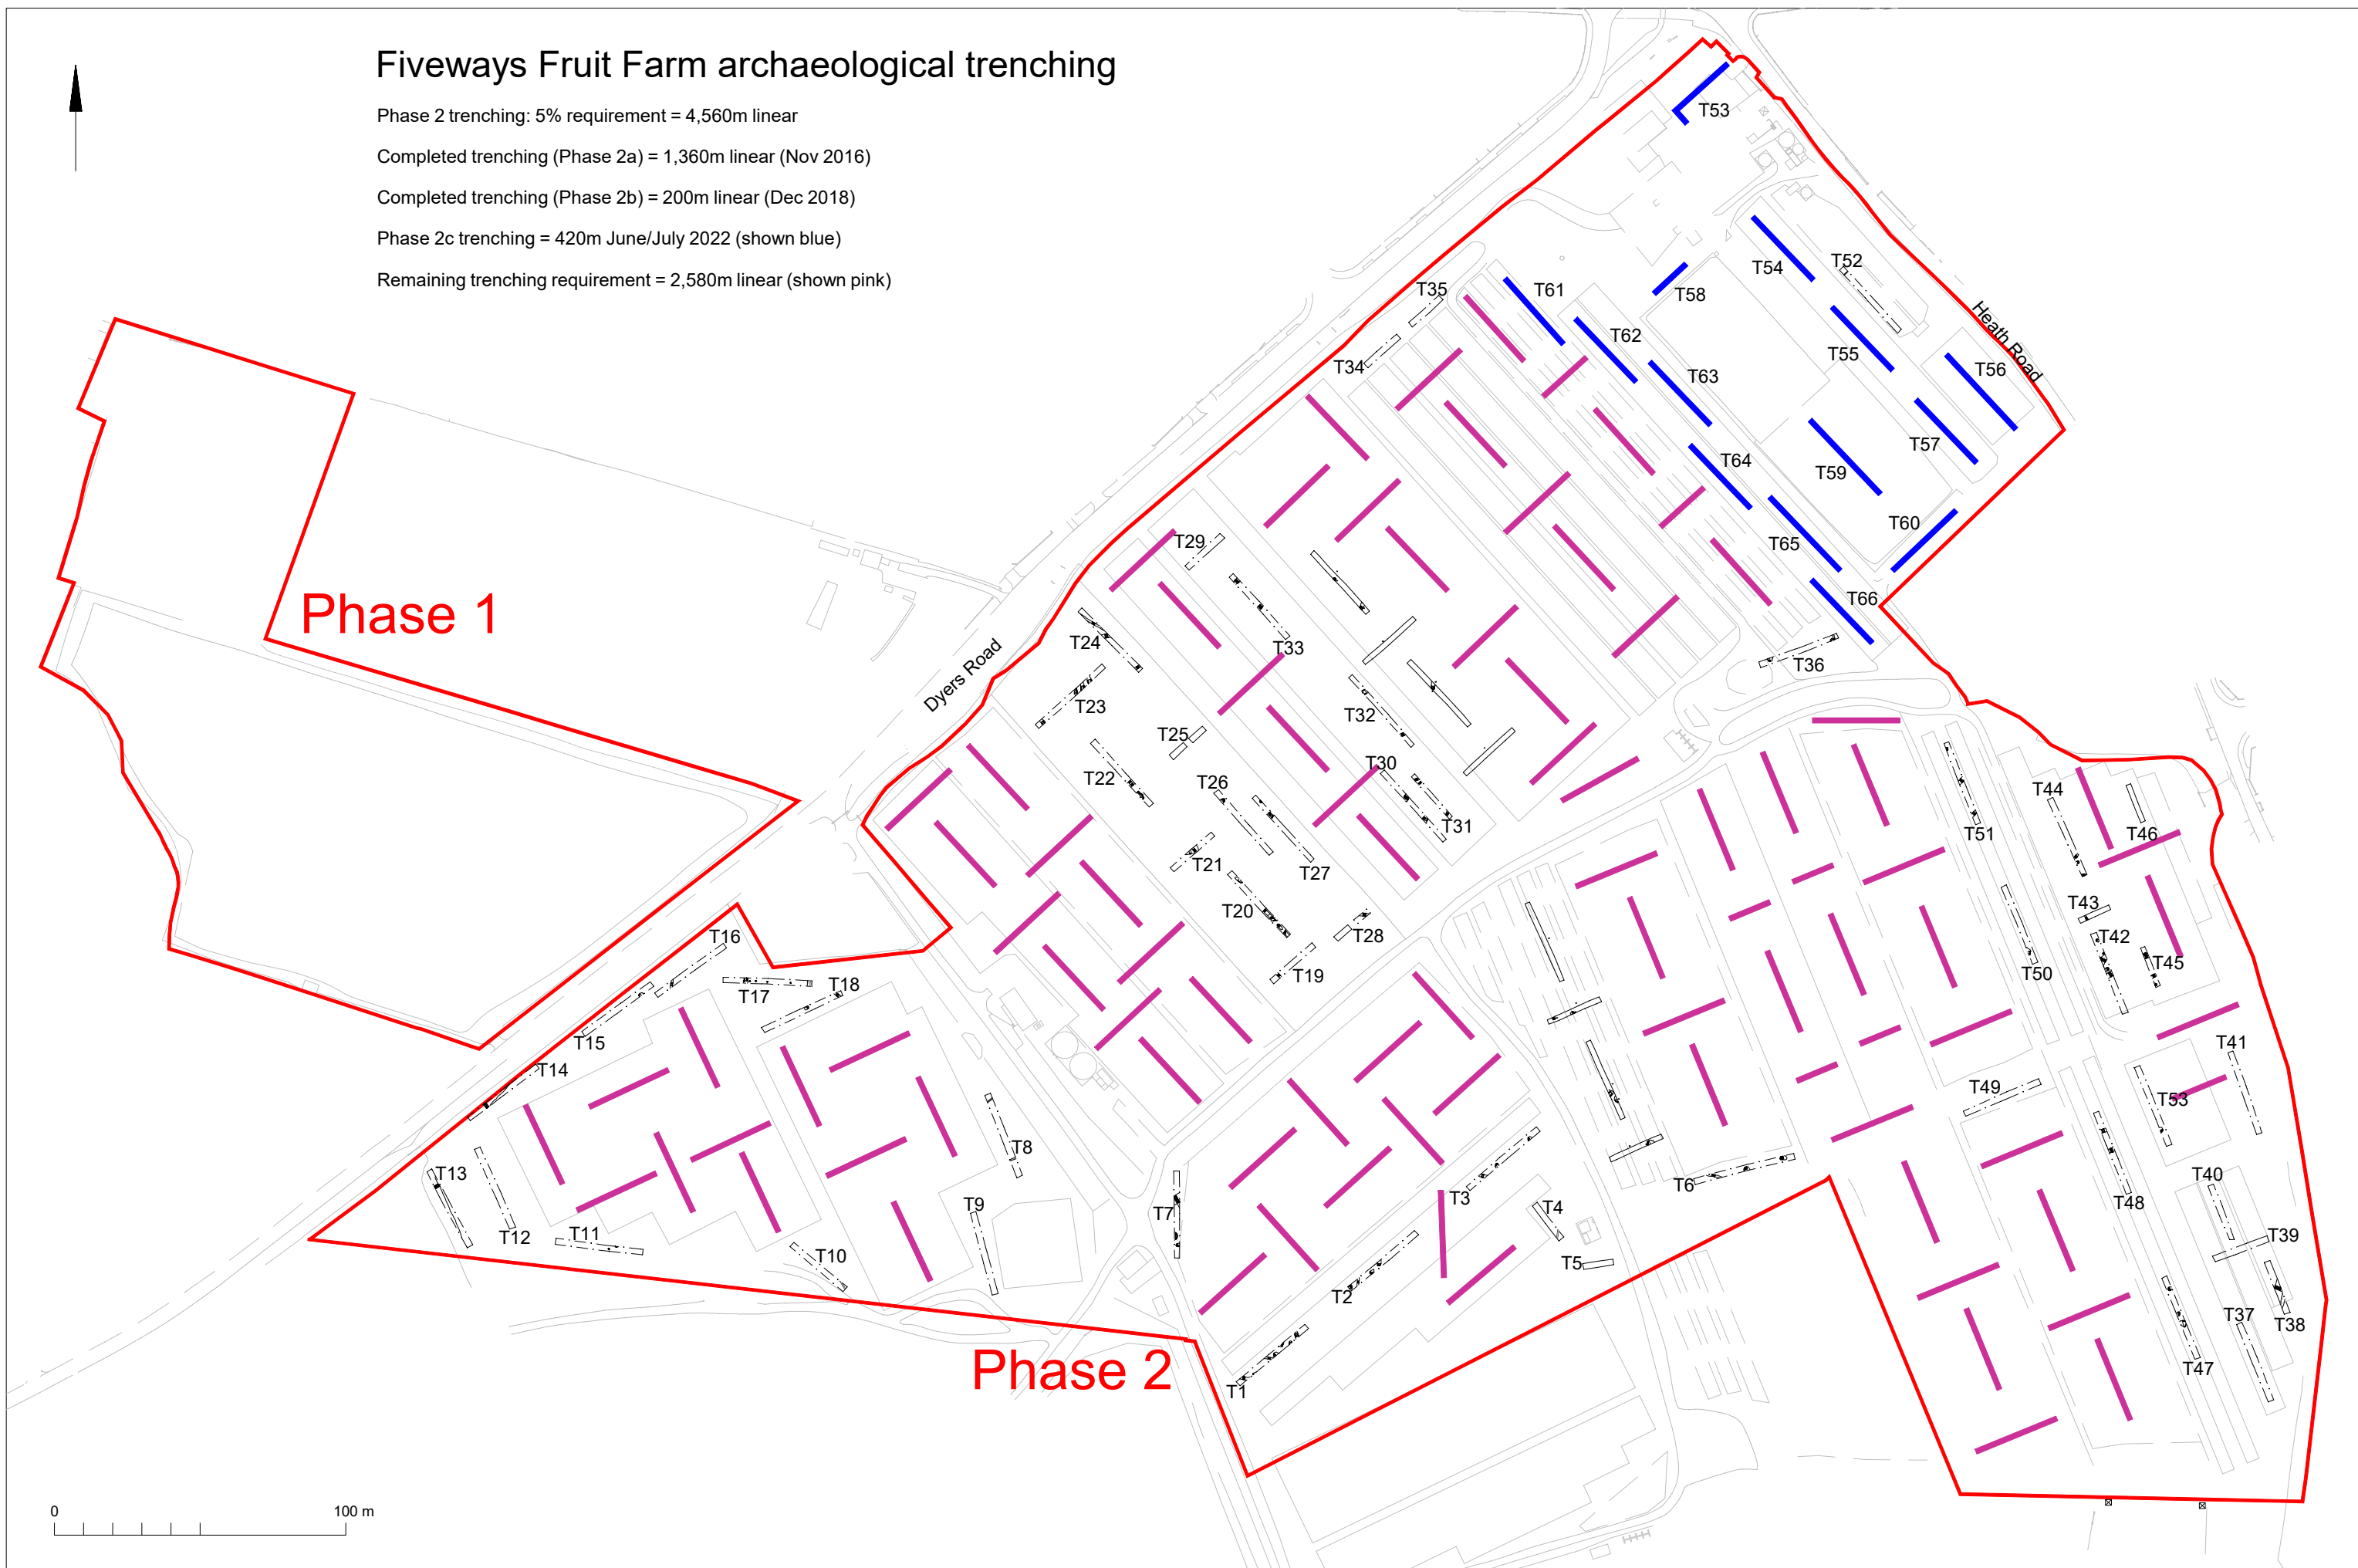 Fiveways Fruit Farm archaeological trenching
Phase 2 trenching: 5% requirement = 4,560m linear
Completed trenching (Phase 2a) = 1,360m linear (Nov 2016)
Completed trenching (Phase 2b) = 200m linear (Dec 2018)
Phase 2c trenching = 420m June/July 2022 (shown blue)
Remaining trenching requirement = 2,580m linear (shown pink)
T53
T54
T52
T58
T35
T61
T62
T55
Heath Road
T34
T63
T56
T57
T64
T59
T60
T29
T65
Phase 1
T66
T24
T33
T36
Dyers Road
T23
T32
T25
T22
T26
T30
T31
T44
T46
T51
T21
T27
T20
T43
T28
T16
T42
T45
T19
T50
T17
T18
T15
T14
T41
T49
T53
T8
T13
T3
T6
T48
T40
T9
T7
T4
T12
T11
T39
T10
T5
T2
T37
T38
Phase 2
T47
T1
0
100 m